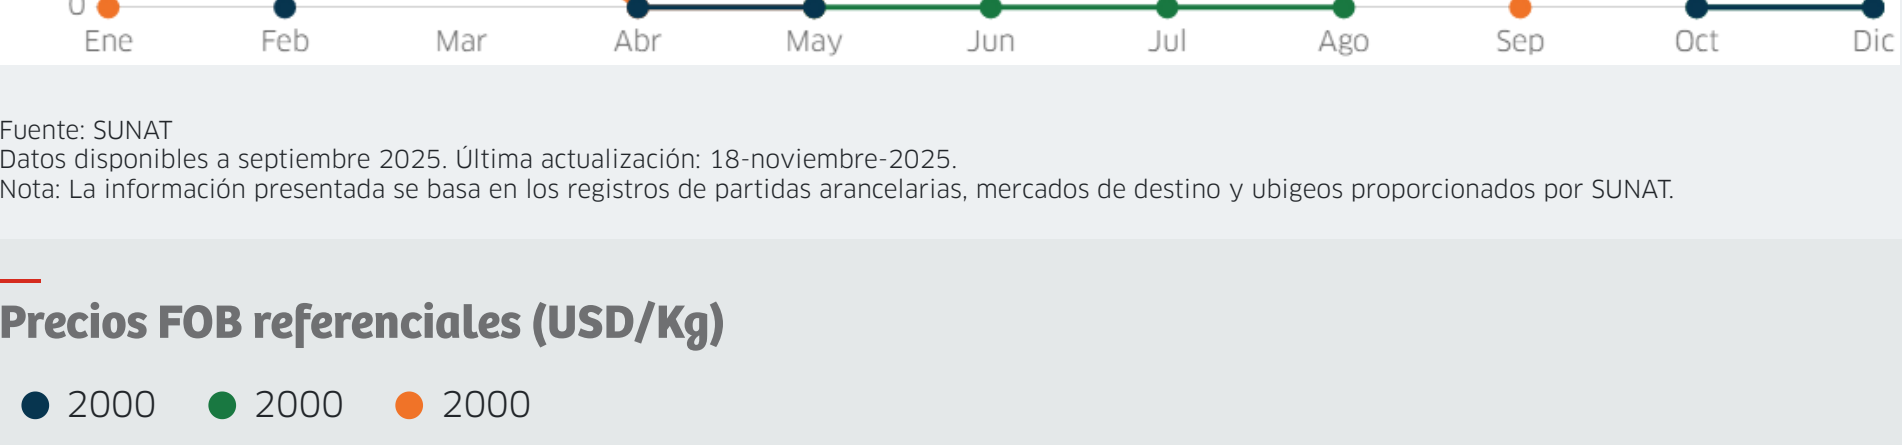 0
Ene Feb Mar Abr May Jun Jul Ago Sep Oct Dic
Fuente: SUNAT
Datos disponibles a septiembre 2025. Última actualización: 18-noviembre-2025.
Nota: La información presentada se basa en los registros de partidas arancelarias, mercados de destino y ubigeos proporcionados por SUNAT.
Precios FOB referenciales (USD/Kg)
2000 2000 2000